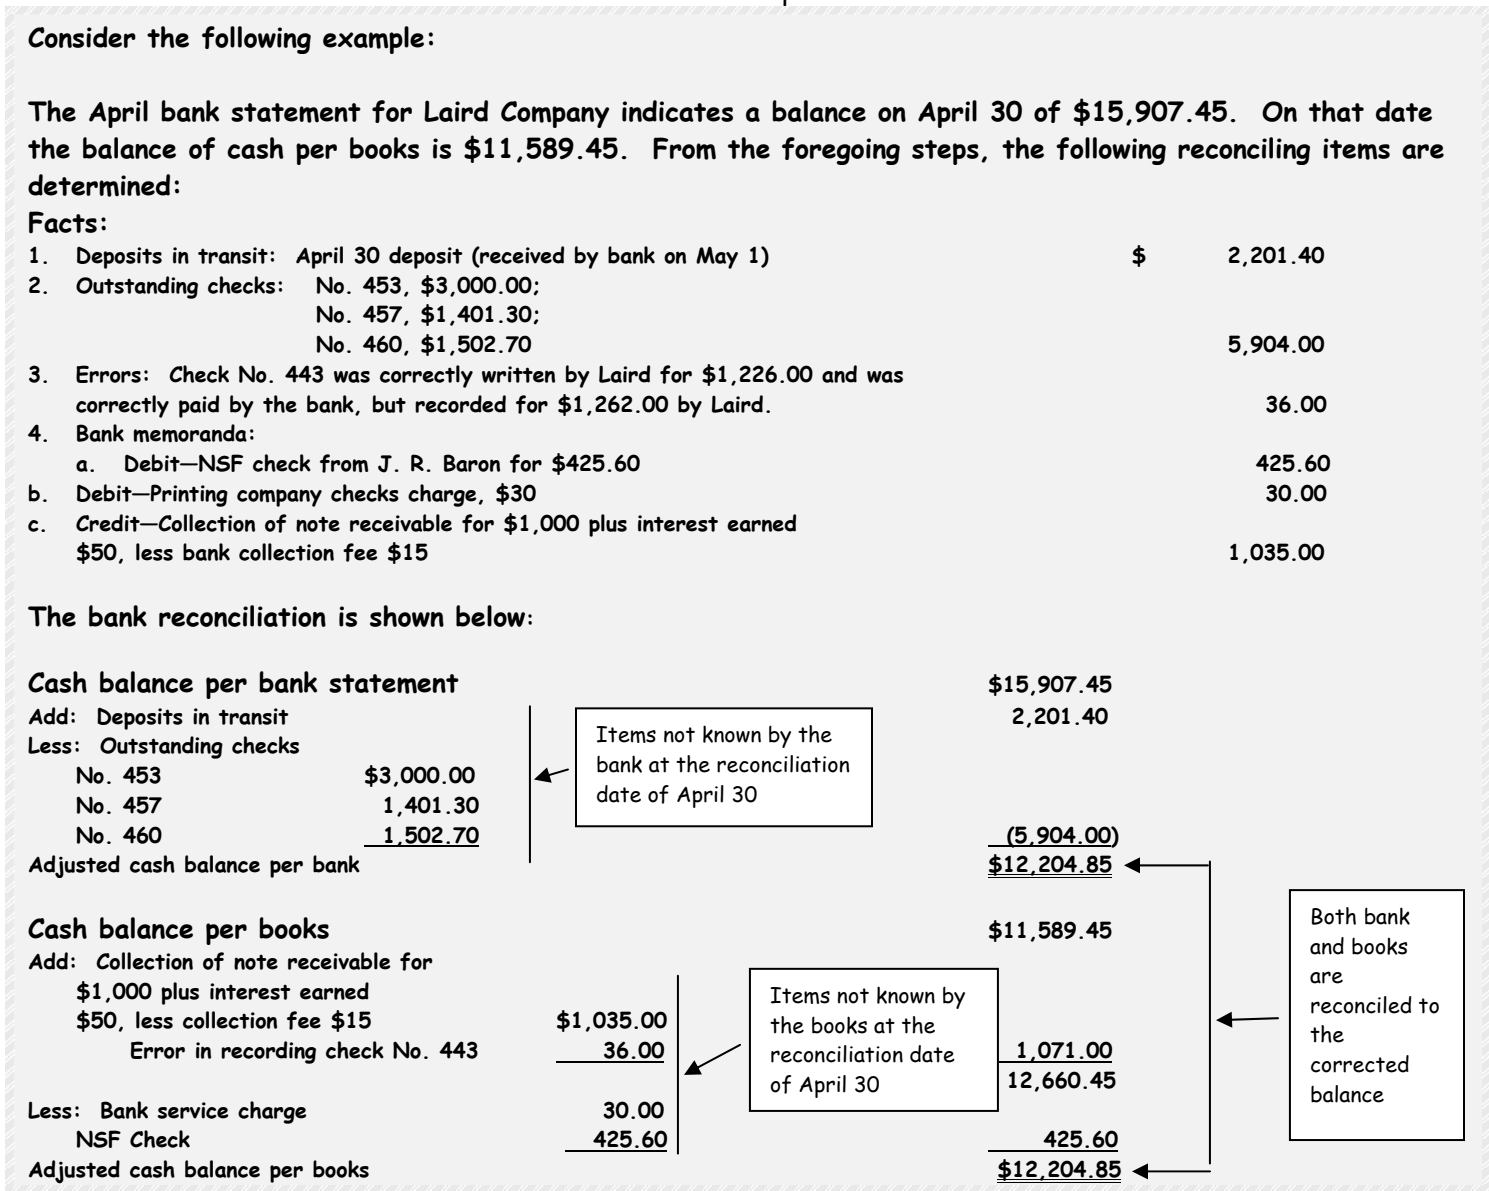 Consider the following example:
The April bank statement for Laird Company indicates a balance on April 30 of $15,907.45. On that date
the balance of cash per books is $11,589.45. From the foregoing steps, the following reconciling items are
determined:
Facts:
1. Deposits in transit: April 30 deposit (received by bank on May 1) $ 2,201.40
2. Outstanding checks: No. 453, $3,000.00;
No. 457, $1,401.30;
No. 460, $1,502.70 5,904.00
3. Errors: Check No. 443 was correctly written by Laird for $1,226.00 and was
correctly paid by the bank, but recorded for $1,262.00 by Laird. 36.00
4. Bank memoranda:
a. Debit—NSF check from J. R. Baron for $425.60 425.60
b. Debit—Printing company checks charge, $30 30.00
c. Credit—Collection of note receivable for $1,000 plus interest earned
$50, less bank collection fee $15 1,035.00
The bank reconciliation is shown below:
Cash balance per bank statement $15,907.45
Add: Deposits in transit 2,201.40
Less: Outstanding checks
No. 453 $3,000.00
No. 457 1,401.30
No. 460 1,502.70 (5,904.00)
Adjusted cash balance per bank $12,204.85
Items not known by the
bank at the reconciliation
date of April 30
Cash balance per books $11,589.45
Add: Collection of note receivable for
$1,000 plus interest earned
$50, less collection fee $15 $1,035.00
Error in recording check No. 443 36.00 1,071.00
12,660.45
Less: Bank service charge 30.00
NSF Check 425.60 425.60
Adjusted cash balance per books $12,204.85
Items not known by
the books at the
reconciliation date
of April 30
Both bank
and books
are
reconciled to
the
corrected
balance